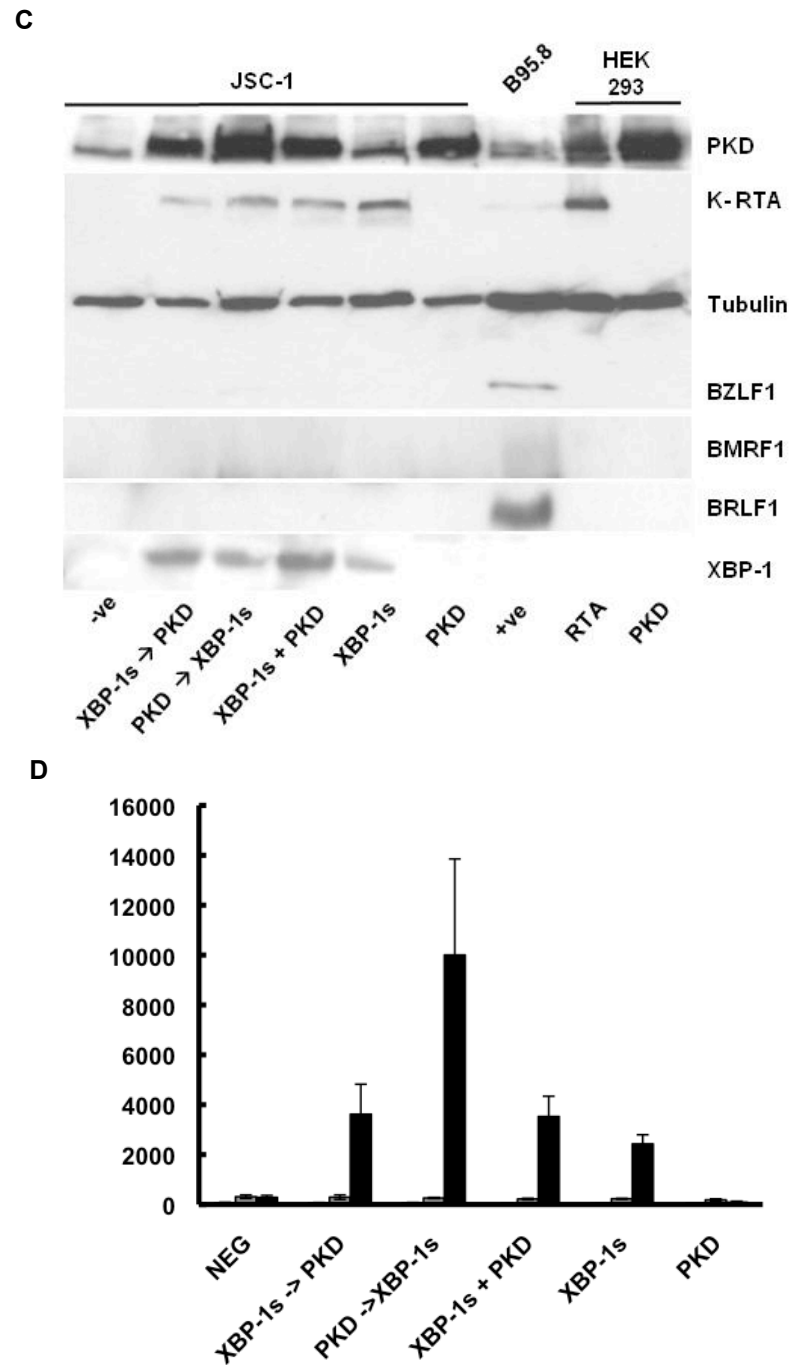 C
JSC-1
B95.8
HEK
293
PKD
K-RTA
Tubulin
BZLF1
BMRF1
BRLF1
XBP-1
-ve
XBP-1s → PKD
PKD → XBP-1s
XBP-1s + PKD
XBP-1s
PKD
+ve
RTA
PKD
D
16000
14000
12000
10000
8000
6000
4000
2000
0
NEG
XBP-1s -> PKD
PKD ->XBP-1s
XBP-1s + PKD
XBP-1s
PKD